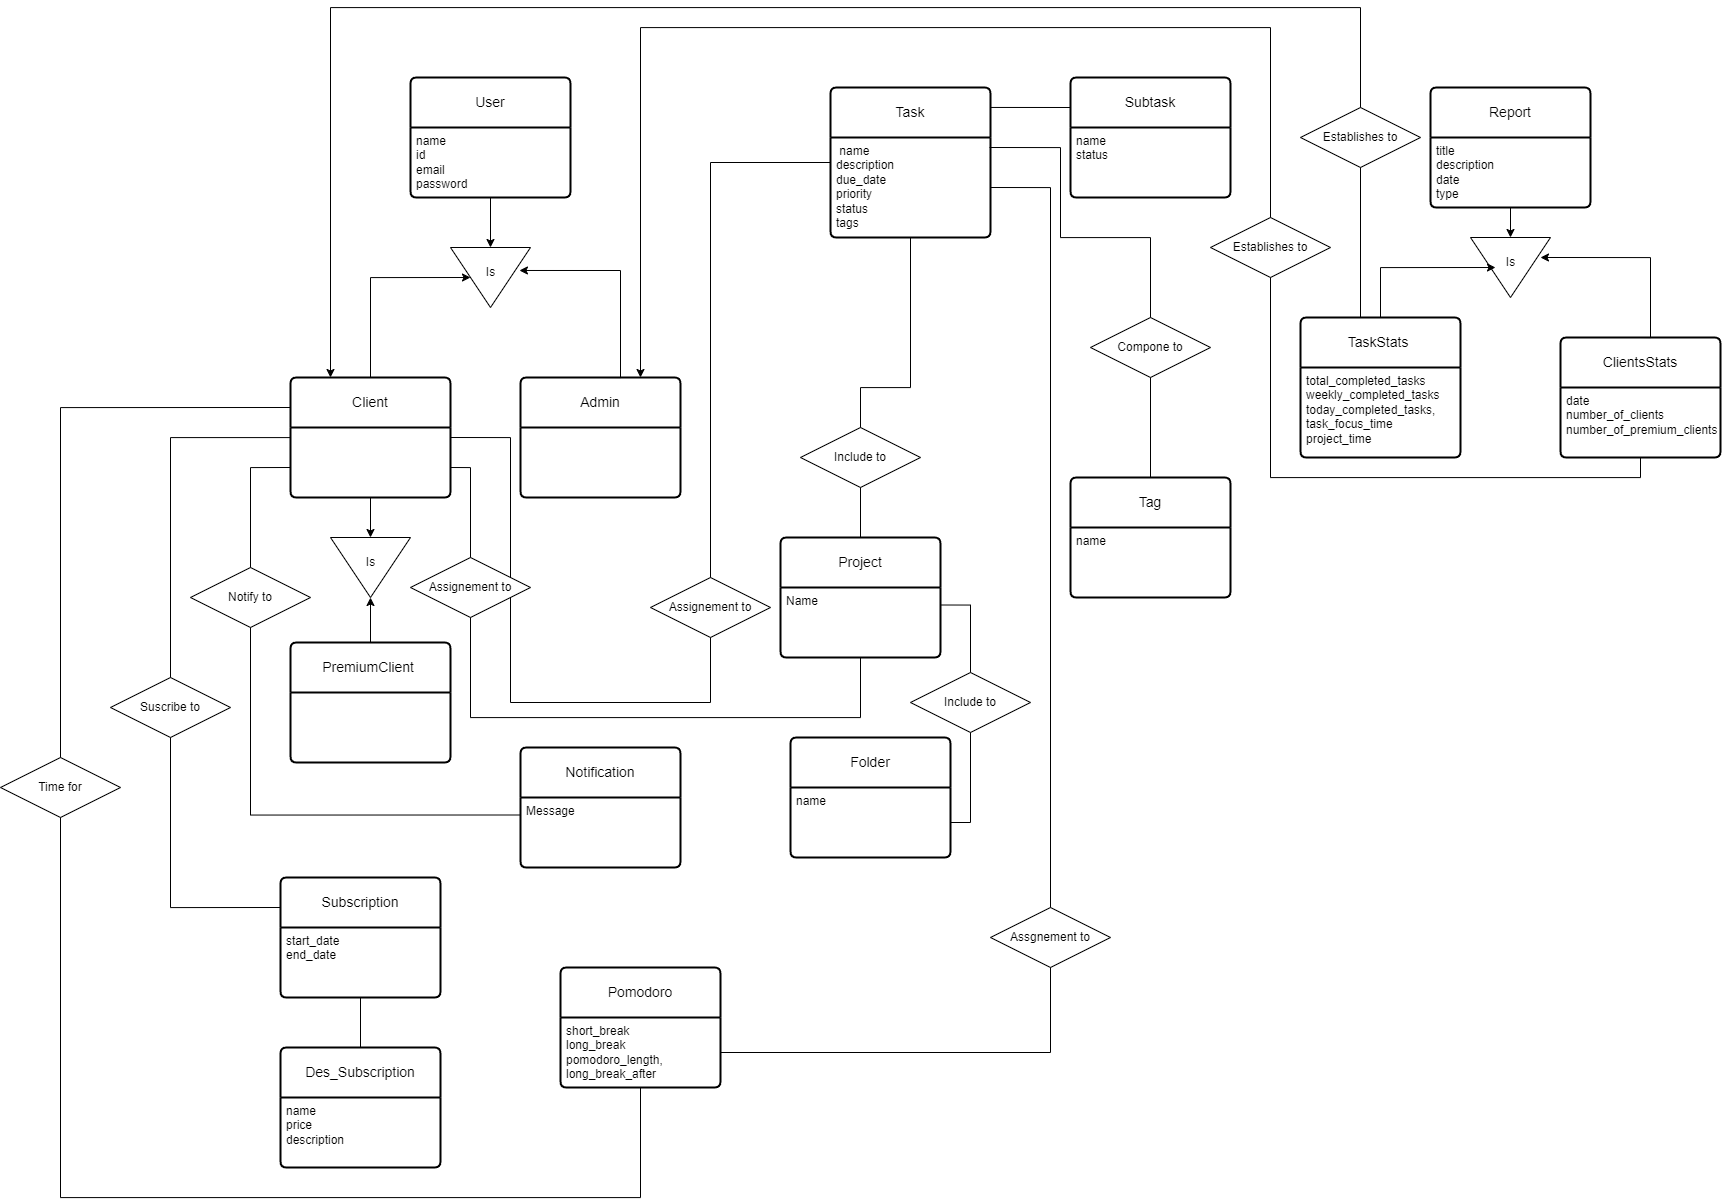 User
name
id
email
password
Is
Task
name
description
due_date
priority
status
tags
Subtask
name
status
Establishes to
Report
title
description
date
type
Establishes to
Is
Compone to
TaskStats
total_completed_tasks
weekly_completed_tasks
today_completed_tasks,
task_focus_time
project_time
ClientsStats
date
number_of_clients
number_of_premium_clients
Client
Admin
Include to
Tag
name
Is
Notify to
Assignement to
Assignement to
Project
Name
PremiumClient
Suscribe to
Include to
Time for
Notification
Message
Folder
name
Subscription
start_date
end_date
Assgnement to
Pomodoro
short_break
long_break
pomodoro_length,
long_break_after
Des_Subscription
name
price
description